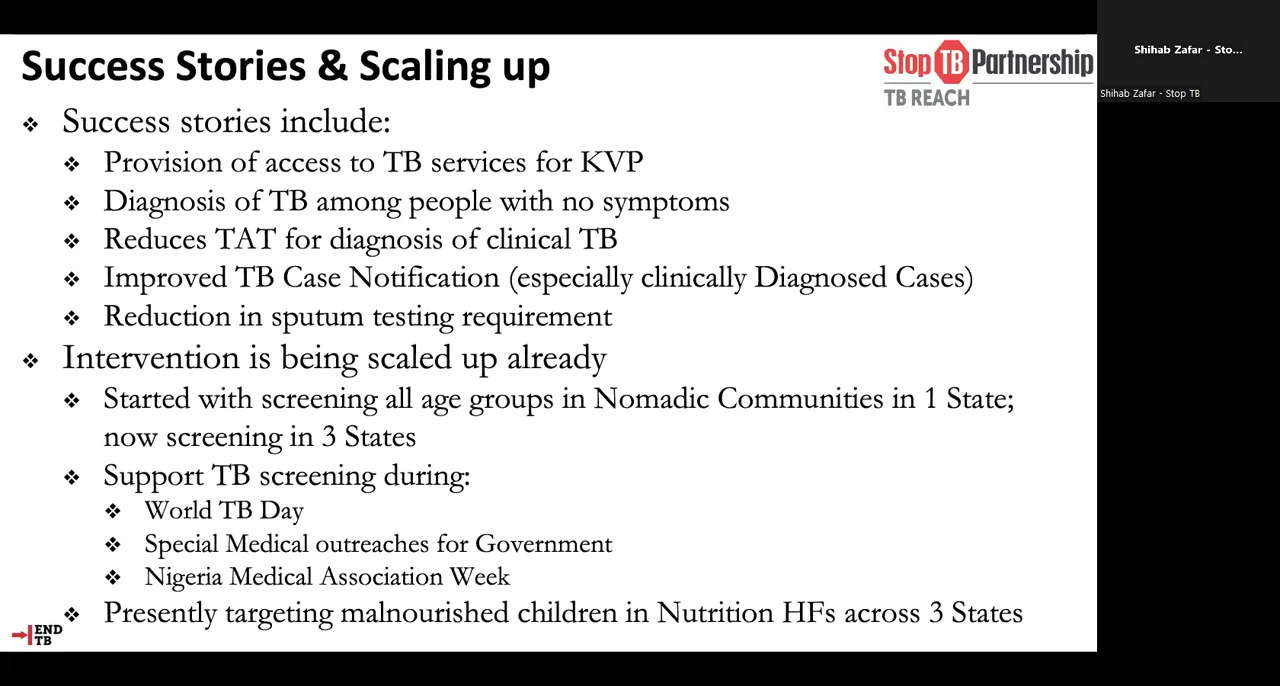 Success Stories & Scaling up
Stop TB Partnership
TB REACH
Shihab Zafar - Sto...
Shihab Zafar - Stop TB
❖ Success stories include:
❖ Provision of access to TB services for KVP
❖ Diagnosis of TB among people with no symptoms
❖ Reduces TAT for diagnosis of clinical TB
❖ Improved TB Case Notification (especially clinically Diagnosed Cases)
❖ Reduction in sputum testing requirement
❖ Intervention is being scaled up already
❖ Started with screening all age groups in Nomadic Communities in 1 State;
now screening in 3 States
❖ Support TB screening during:
❖ World TB Day
❖ Special Medical outreaches for Government
❖ Nigeria Medical Association Week
❖ Presently targeting malnourished children in Nutrition HFs across 3 States
END
TB